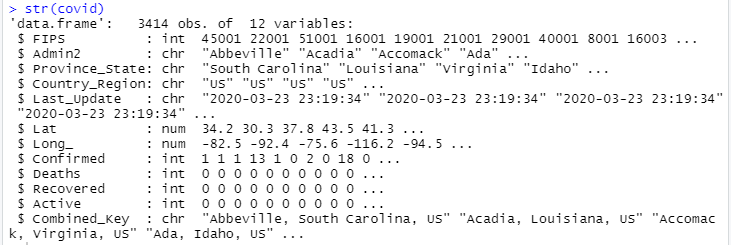 > str(covid)
'data.frame':   3414 obs. of  12 variables:
 $ FIPS          : int  45001 22001 51001 16001 19001 21001 29001 40001 8001 16003 ...
 $ Admin2        : chr  "Abbeville" "Acadia" "Accomack" "Ada" ...
 $ Province_State: chr  "South Carolina" "Louisiana" "Virginia" "Idaho" ...
 $ Country_Region: chr  "US" "US" "US" "US" ...
 $ Last_Update   : chr  "2020-03-23 23:19:34" "2020-03-23 23:19:34" "2020-03-23 23:19:34"
"2020-03-23 23:19:34" ...
 $ Lat           : num  34.2 30.3 37.8 43.5 41.3 ...
 $ Long_         : num  -82.5 -92.4 -75.6 -116.2 -94.5 ...
 $ Confirmed     : int  1 1 1 13 1 0 2 0 18 0 ...
 $ Deaths        : int  0 0 0 0 0 0 0 0 0 0 ...
 $ Recovered     : int  0 0 0 0 0 0 0 0 0 0 ...
 $ Active        : int  0 0 0 0 0 0 0 0 0 0 ...
 $ Combined_Key  : chr  "Abbeville, South Carolina, US" "Acadia, Louisiana, US" "Accomac
k, Virginia, US" "Ada, Idaho, US" ...